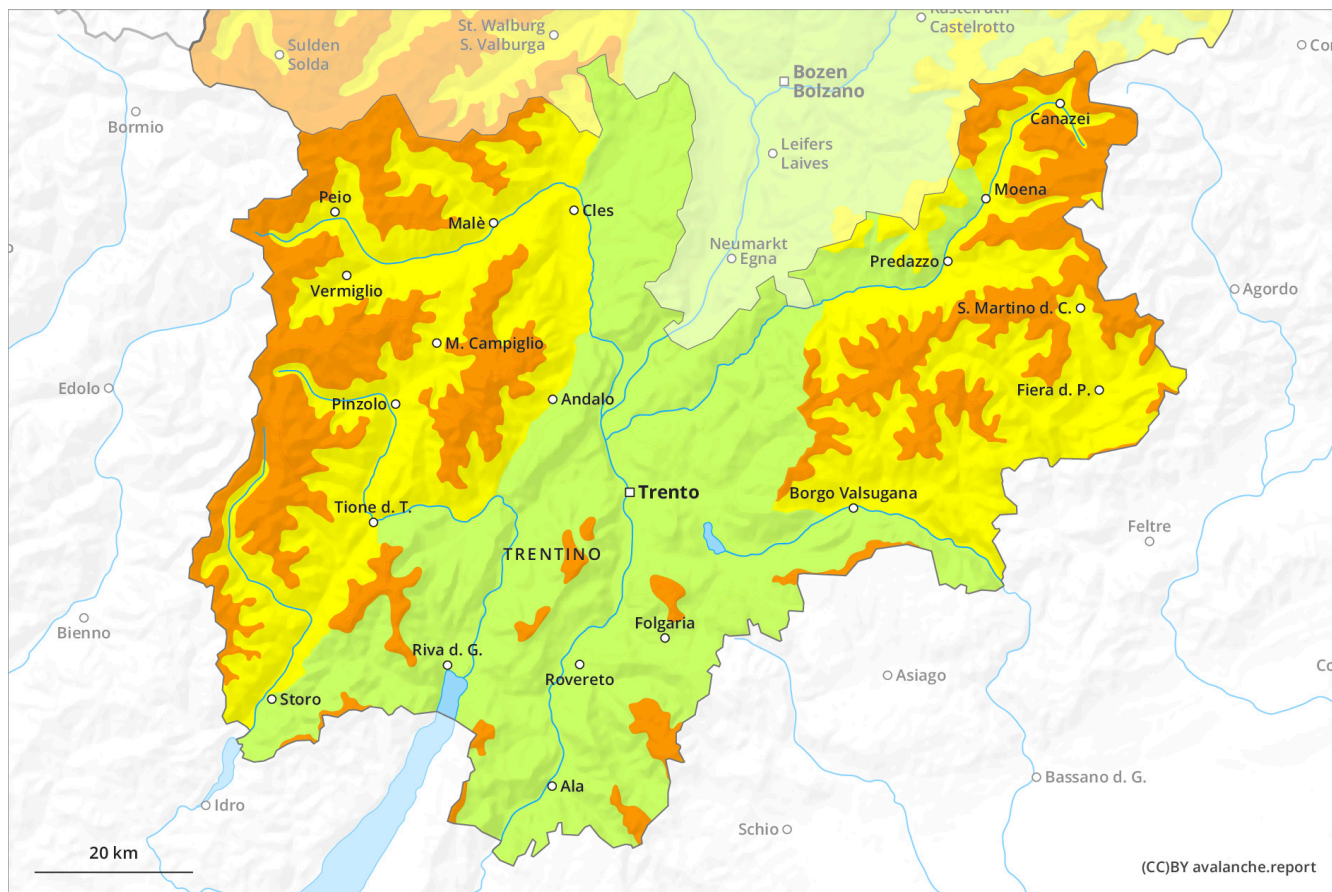 Kastelruth
Castelrotto
St. Walburg
S. Valburga
Sulden
Solda
Bozen
Bolzano
Bormio
Canazei
Leifers
Laives
Moena
Peio
Malè
Cles
Neumarkt
Egna
Predazzo
Vermiglio
Agordo
S. Martino d. C.
M. Campiglio
Edolo
Pinzolo
Andalo
Fiera d. P.
Trento
Borgo Valsugana
Tione d. T.
Feltre
TRENTINO
Bienno
Folgaria
Riva d. G.
Rovereto
Asiago
Storo
Bassano d. G.
Ala
Idro
Schio
20 km
(CC)BY avalanche.report